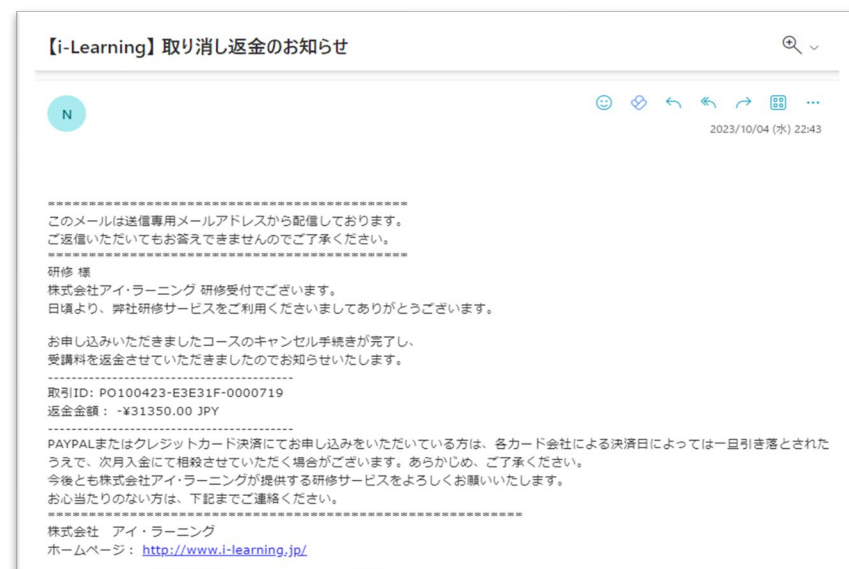 【i-Learning】取り消し返金のお知らせ
N
2023/10/04 (水) 22:43
********************************************
このメールは送信専用メールアドレスから配信しております。
ご返信いただいてもお答えできませんのでご了承ください。
********************************************
研修 様
株式会社アイ･ラーニング 研修受付でございます。
日頃より、弊社研修サービスをご利用くださいましてありがとうございます。
お申し込みいただきましたコースのキャンセル手続きが完了し、
受講料を返金させていただきましたのでお知らせいたします。
-----------------------------------------
取引ID: PO100423-E3E31F-0000719
返金金額： -¥31350.00 JPY
-----------------------------------------
PAYPALまたはクレジットカード決済にてお申し込みをいただいている方は、各カード会社による決済日によっては一旦引き落とされた
うえで、次月入金にて相殺させていただく場合がございます。あらかじめ、ご了承ください。
今後とも株式会社アイ･ラーニングが提供する研修サービスをよろしくお願いいたします。
お心当たりのない方は、下記までご連絡ください。
**********************************************************
株式会社　アイ・ラーニング
ホームページ： http://www.i-learning.jp/